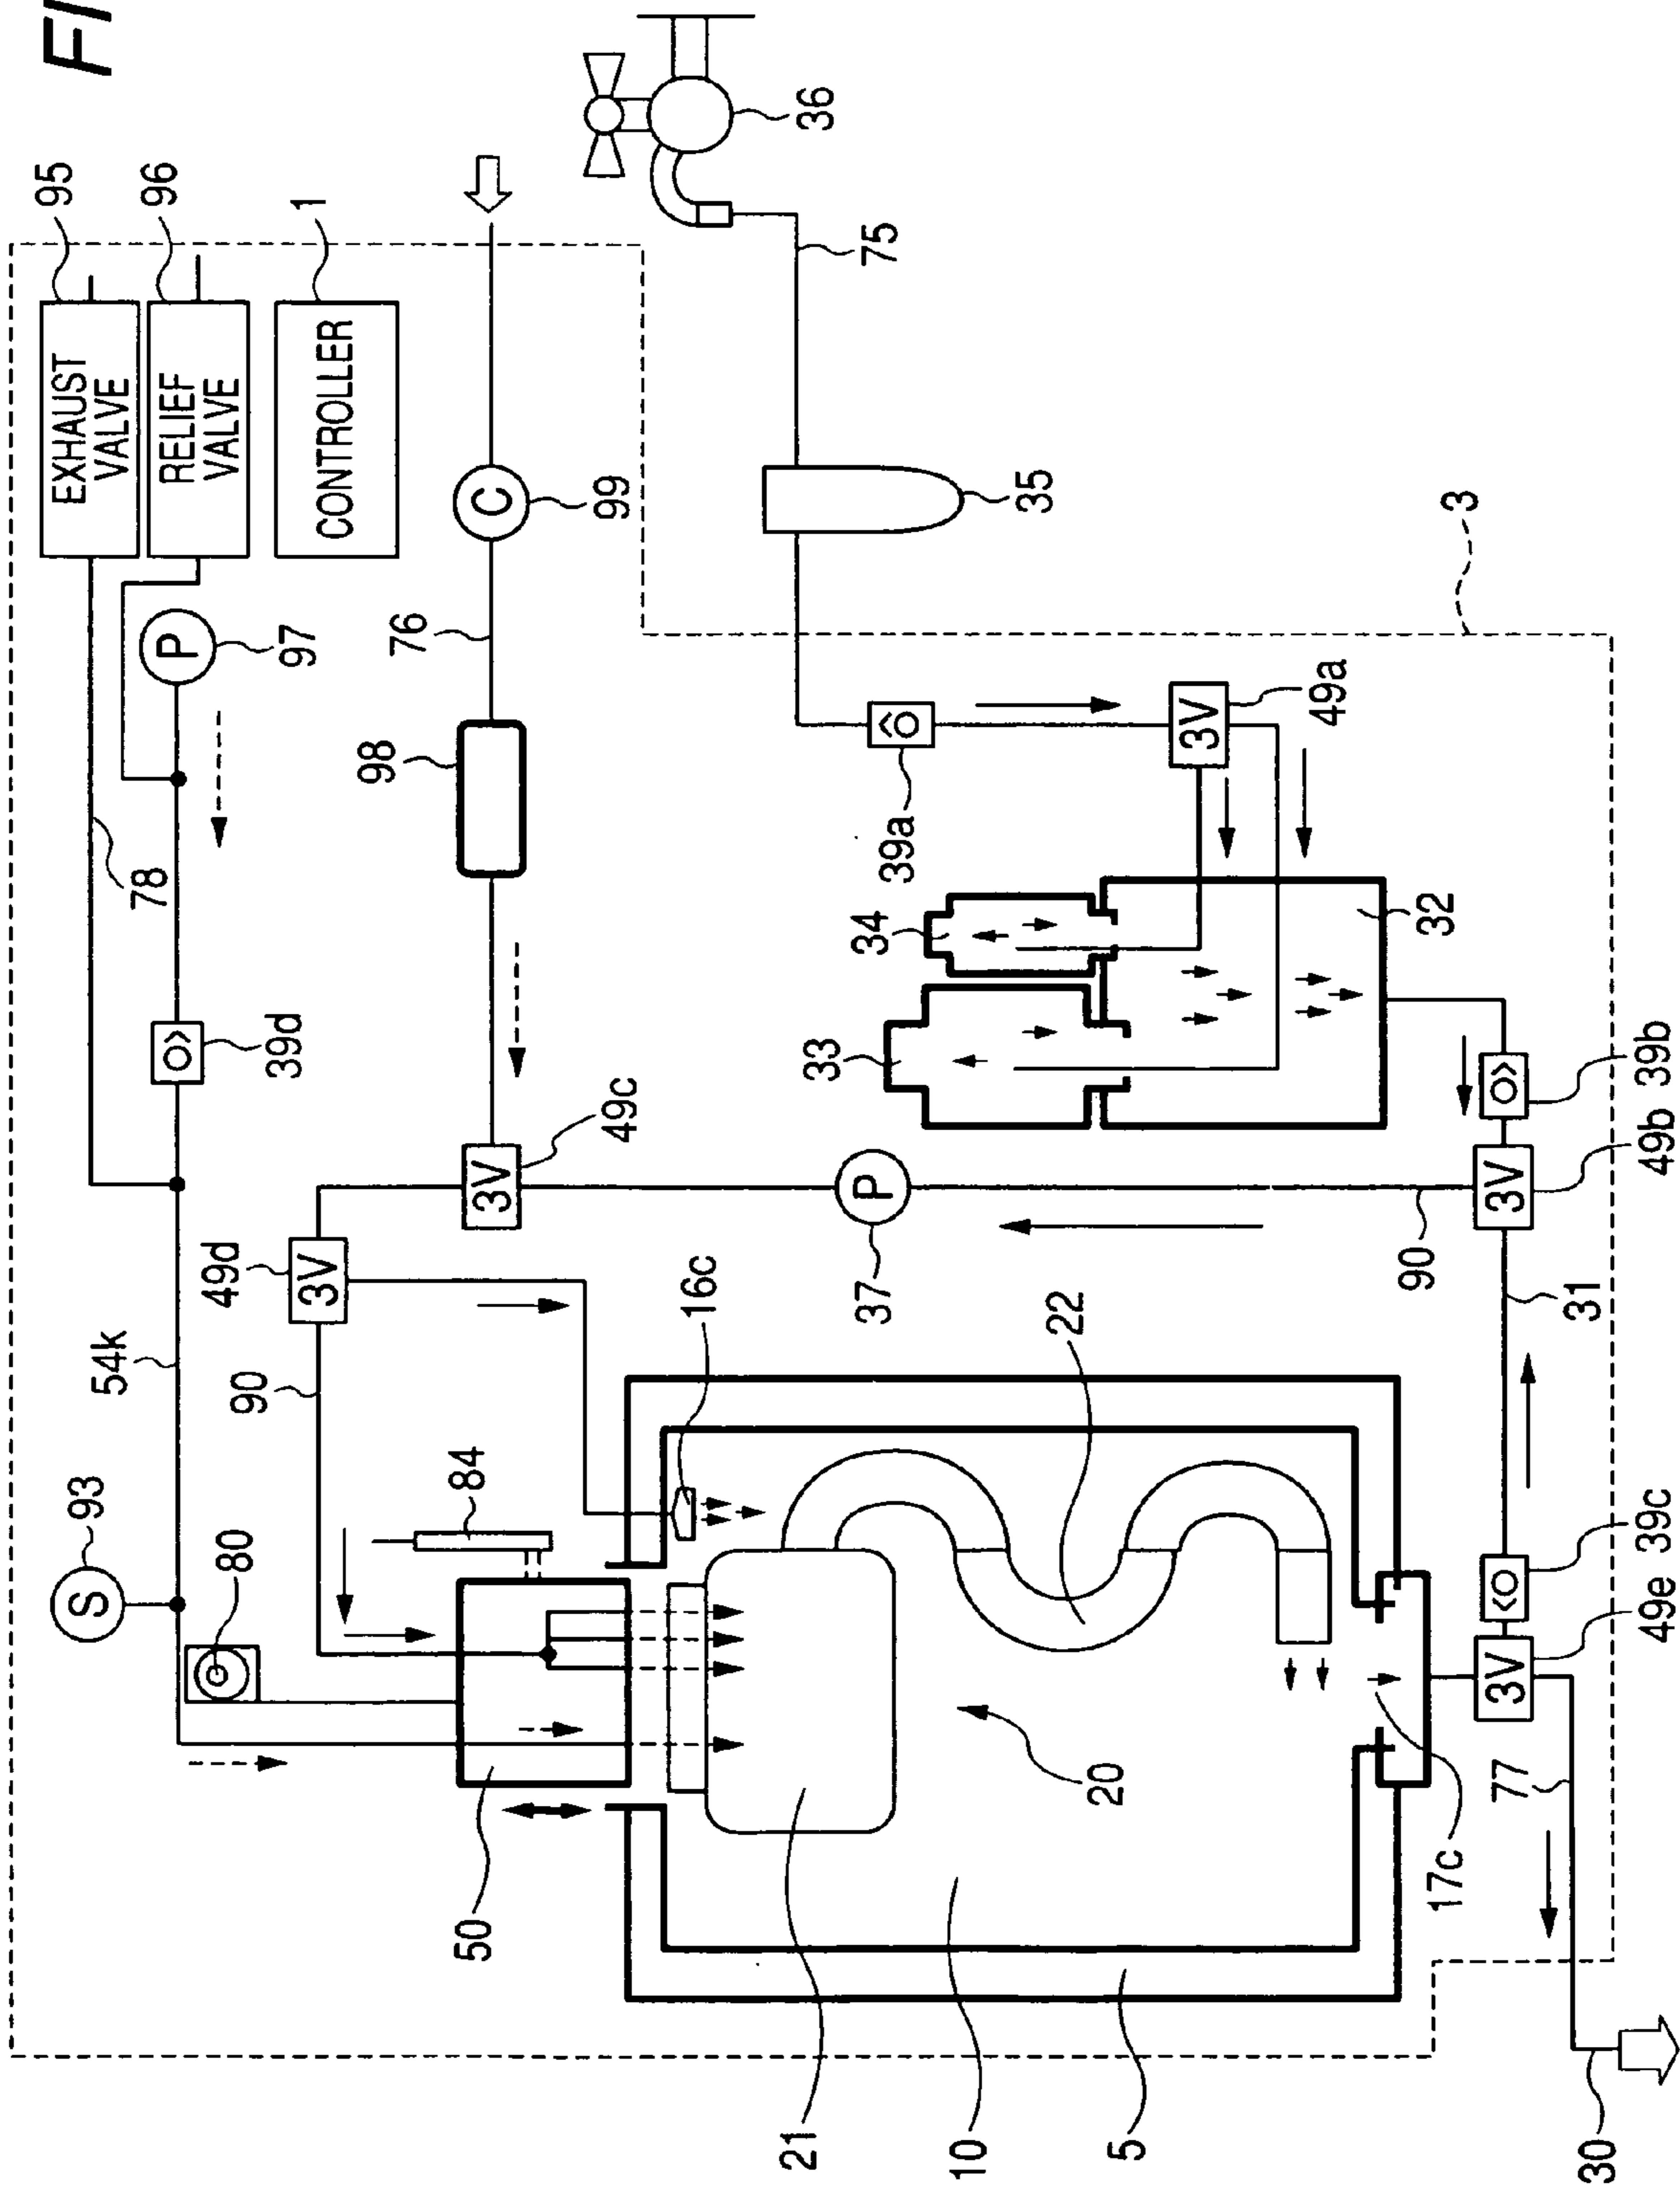 FI
95
EXHAUST
VALVE
96
RELIEF
VALVE
1
CONTROLLER
36
75
99
C
35
3
76
97
P
78
98
39a
49a
3V
34
32
33
39d
49c
3V
39b
49b
3V
49d
3V
37
P
90
31
54k
90
16c
22
84
93
S
80
39c
49e
3V
20
17c
77
50
21
10
5
30